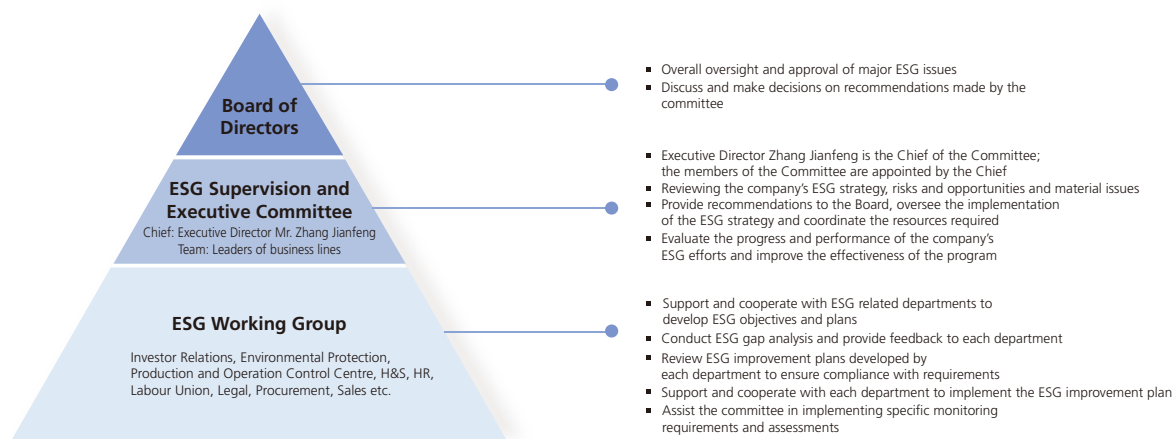 Board of
Directors
■ Overall oversight and approval of major ESG issues
■ Discuss and make decisions on recommendations made by the
committee
ESG Supervision and
Executive Committee
Chief: Executive Director Mr. Zhang Jianfeng
Team: Leaders of business lines
■ Executive Director Zhang Jianfeng is the Chief of the Committee;
the members of the Committee are appointed by the Chief
■ Reviewing the company's ESG strategy, risks and opportunities and material issues
■ Provide recommendations to the Board, oversee the implementation
of the ESG strategy and coordinate the resources required
■ Evaluate the progress and performance of the company's
ESG efforts and improve the effectiveness of the program
ESG Working Group
Investor Relations, Environmental Protection,
Production and Operation Control Centre, H&S, HR,
Labour Union, Legal, Procurement, Sales etc.
■ Support and cooperate with ESG related departments to
develop ESG objectives and plans
■ Conduct ESG gap analysis and provide feedback to each department
■ Review ESG improvement plans developed by
each department to ensure compliance with requirements
■ Support and cooperate with each department to implement the ESG improvement plan
■ Assist the committee in implementing specific monitoring
requirements and assessments